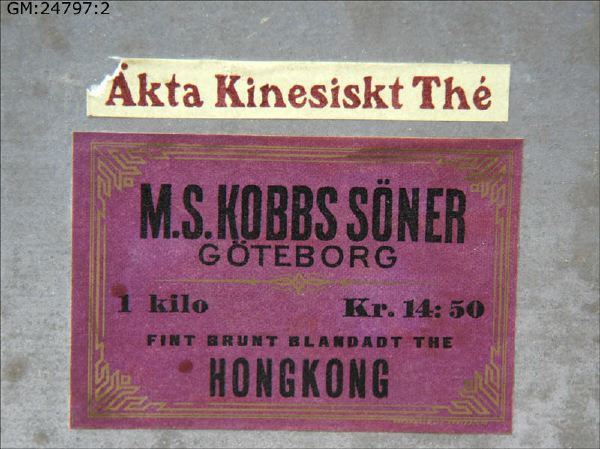 GM:24797:2
Äkta Kinesiskt Thé
M.S. KOBBS SÖNER
GÖTEBORG
1 kilo Kr. 14:50
FINT BRUNT BLANDADT THE
HONGKONG